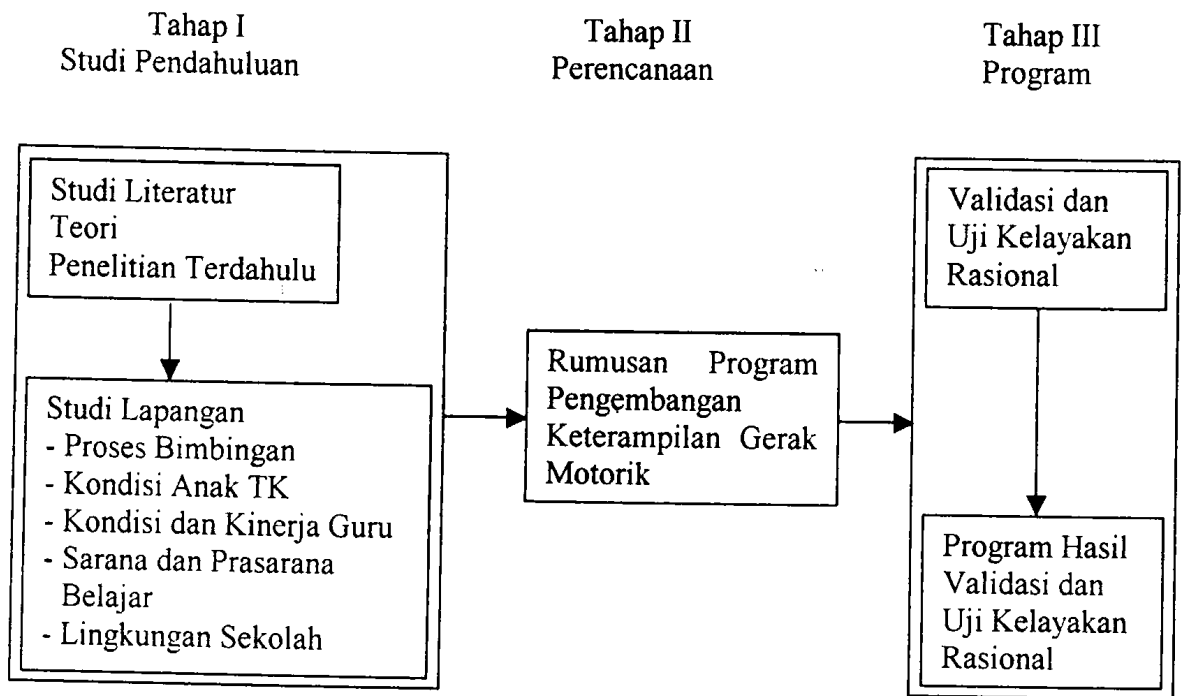 Tahap I
Studi Pendahuluan
Tahap II
Perencanaan
Tahap III
Program
Studi Literatur
Teori
Penelitian Terdahulu
Studi Lapangan
- Proses Bimbingan
- Kondisi Anak TK
- Kondisi dan Kinerja Guru
- Sarana dan Prasarana
Belajar
- Lingkungan Sekolah
Rumusan Program
Pengembangan
Keterampilan Gerak
Motorik
Validasi dan
Uji Kelayakan
Rasional
Program Hasil
Validasi dan
Uji Kelayakan
Rasional